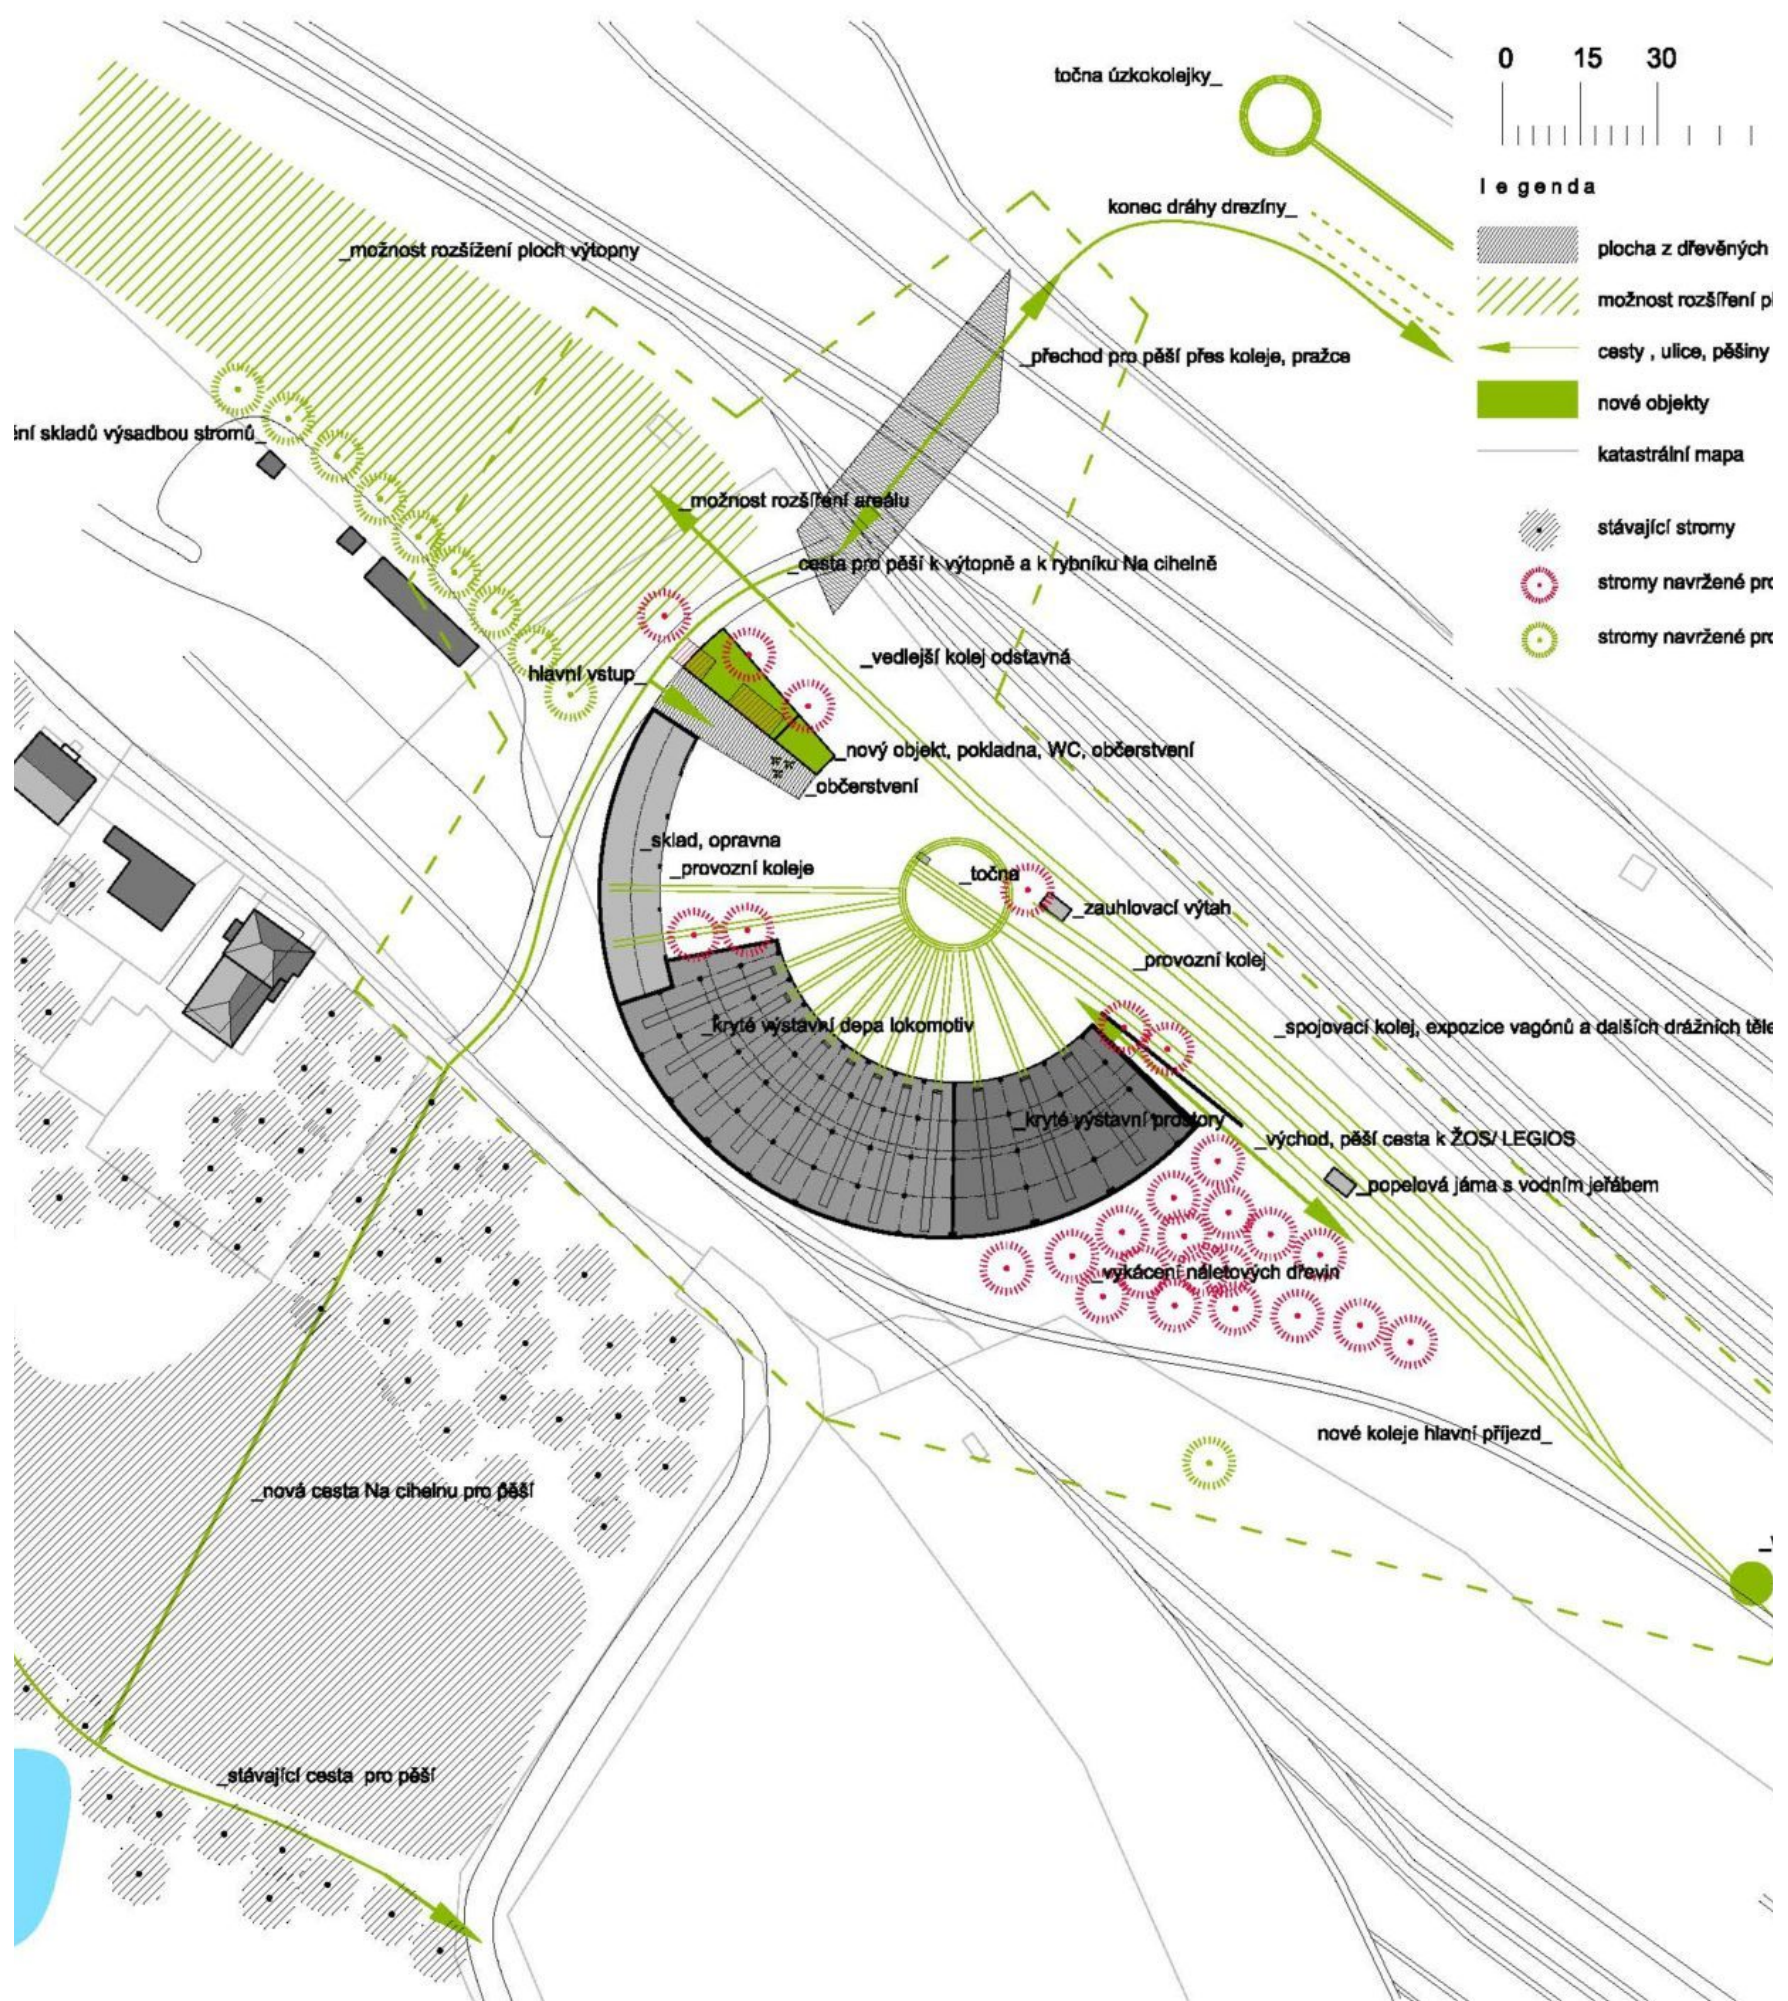 0 15 30
točna úzkokolejky_
l e g e n d a
konec dráhy drezíny_
plocha z dřevěných
_možnost rozšížení ploch výtopny
možnost rozšíření pl
_přechod pro pěší přes koleje, pražce
cesty , ulice, pěšiny
nové objekty
ění skladů výsadbou stromů_
katastrální mapa
_možnost rozšíření areálu
stávající stromy
_cesta pro pěší k výtopně a k rybníku Na cihelně
stromy navržené pro
stromy navržené pro
_vedlejší kolej odstavná
hlavní vstup_
_nový objekt, pokladna, WC, občerstvení
_občerstvení
_sklad, opravna
_provozní koleje
_točna
_zauhlovací výtah
_provozní kolej
_kryté výstavní depa lokomotiv
_spojovací kolej, expozice vagónů a dalších drážních těle
_kryté výstavní prostory
_východ, pěší cesta k ŽOS/ LEGIOS
_popelová jáma s vodním jeřábem
_vykácení náletových dřevin
nové koleje hlavní příjezd_
_nová cesta Na cihelnu pro pěší
_stávající cesta pro pěší